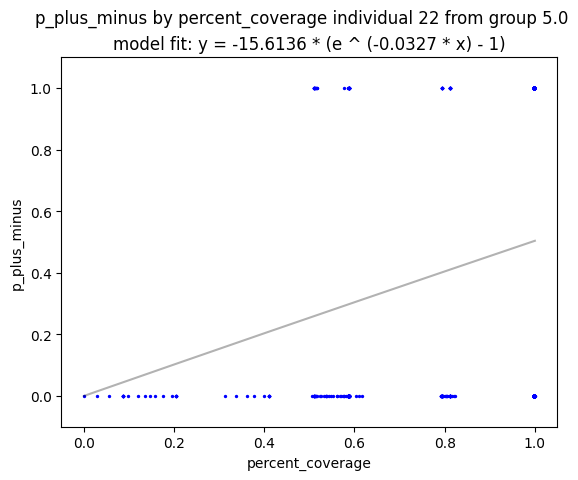 p_plus_minus by percent_coverage individual 22 from group 5.0
model fit: y = -15.6136 * (e ^ (-0.0327 * x) - 1)
1.0
0.8
0.6
0.4
0.2
0.0
p_plus_minus
0.0 0.2 0.4 0.6 0.8 1.0
percent_coverage